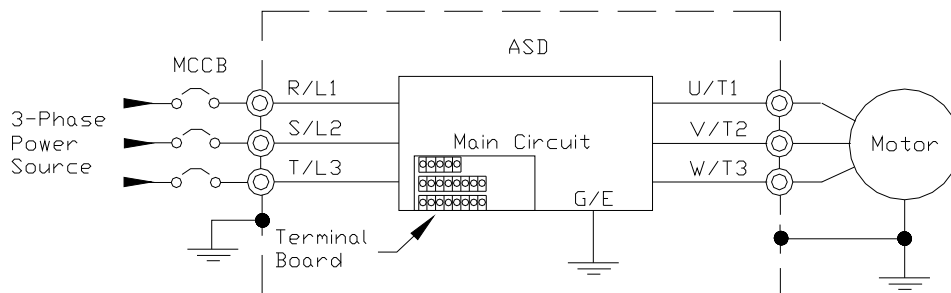 ASD
MCCB
R/L1
U/T1
3-Phase
Power
Source
S/L2
V/T2
Main Circuit
Motor
T/L3
W/T3
G/E
Terminal
Board